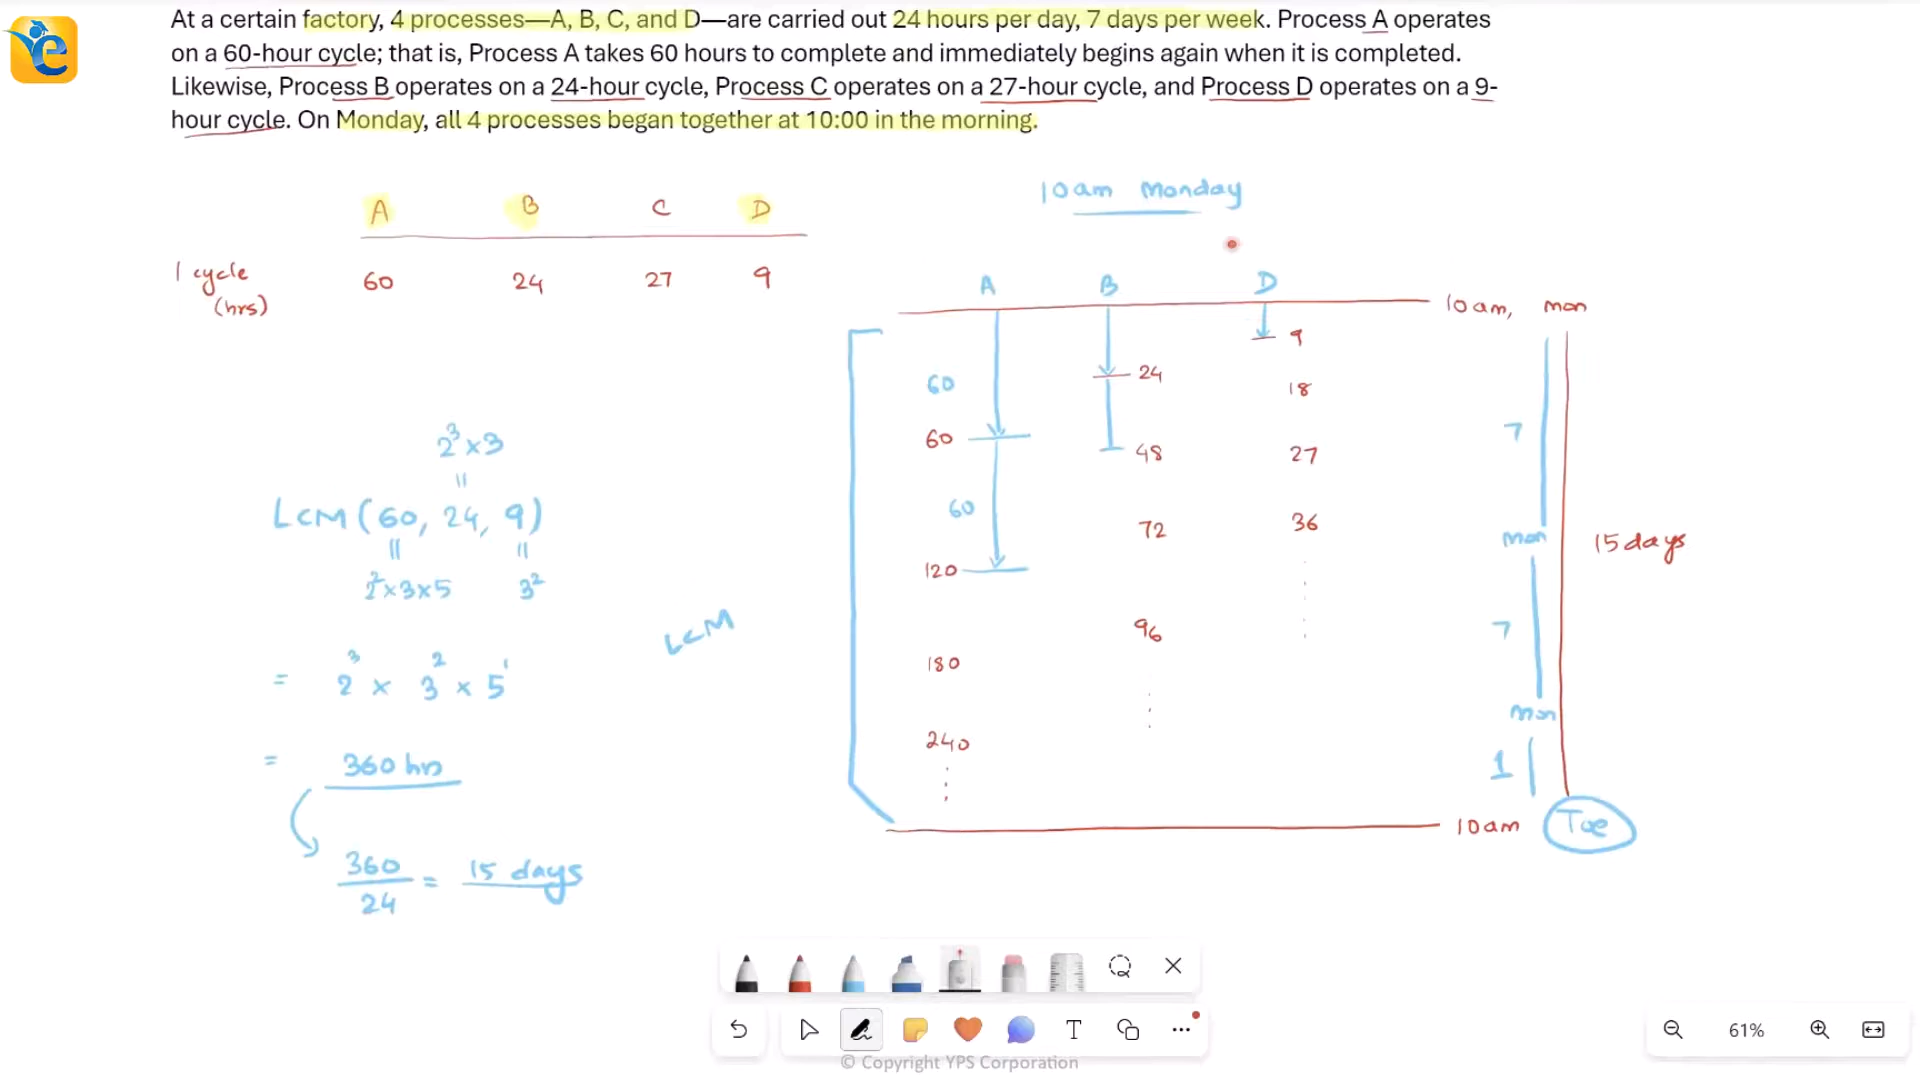 At a certain factory, 4 processes—A, B, C, and D—are carried out 24 hours per day, 7 days per week. Process A operates
on a 60-hour cycle; that is, Process A takes 60 hours to complete and immediately begins again when it is completed.
Likewise, Process B operates on a 24-hour cycle, Process C operates on a 27-hour cycle, and Process D operates on a 9-
hour cycle. On Monday, all 4 processes began together at 10:00 in the morning.
10am Monday
A B C D
1 cycle (hrs) 60 24 27 9
A B D
10am, mon
9
60 24
18
60
48 27
7
2³×3
||
LCM(60, 24, 9)
|| ||
2²×3×5 3²
60
72 36
mon
15 days
120
LCM
96
7
180
= 2³ × 3² × 5¹
mon
240
= 360 hrs
1
10am Tue
360/24 = 15 days
61%
© Copyright YPS Corporation